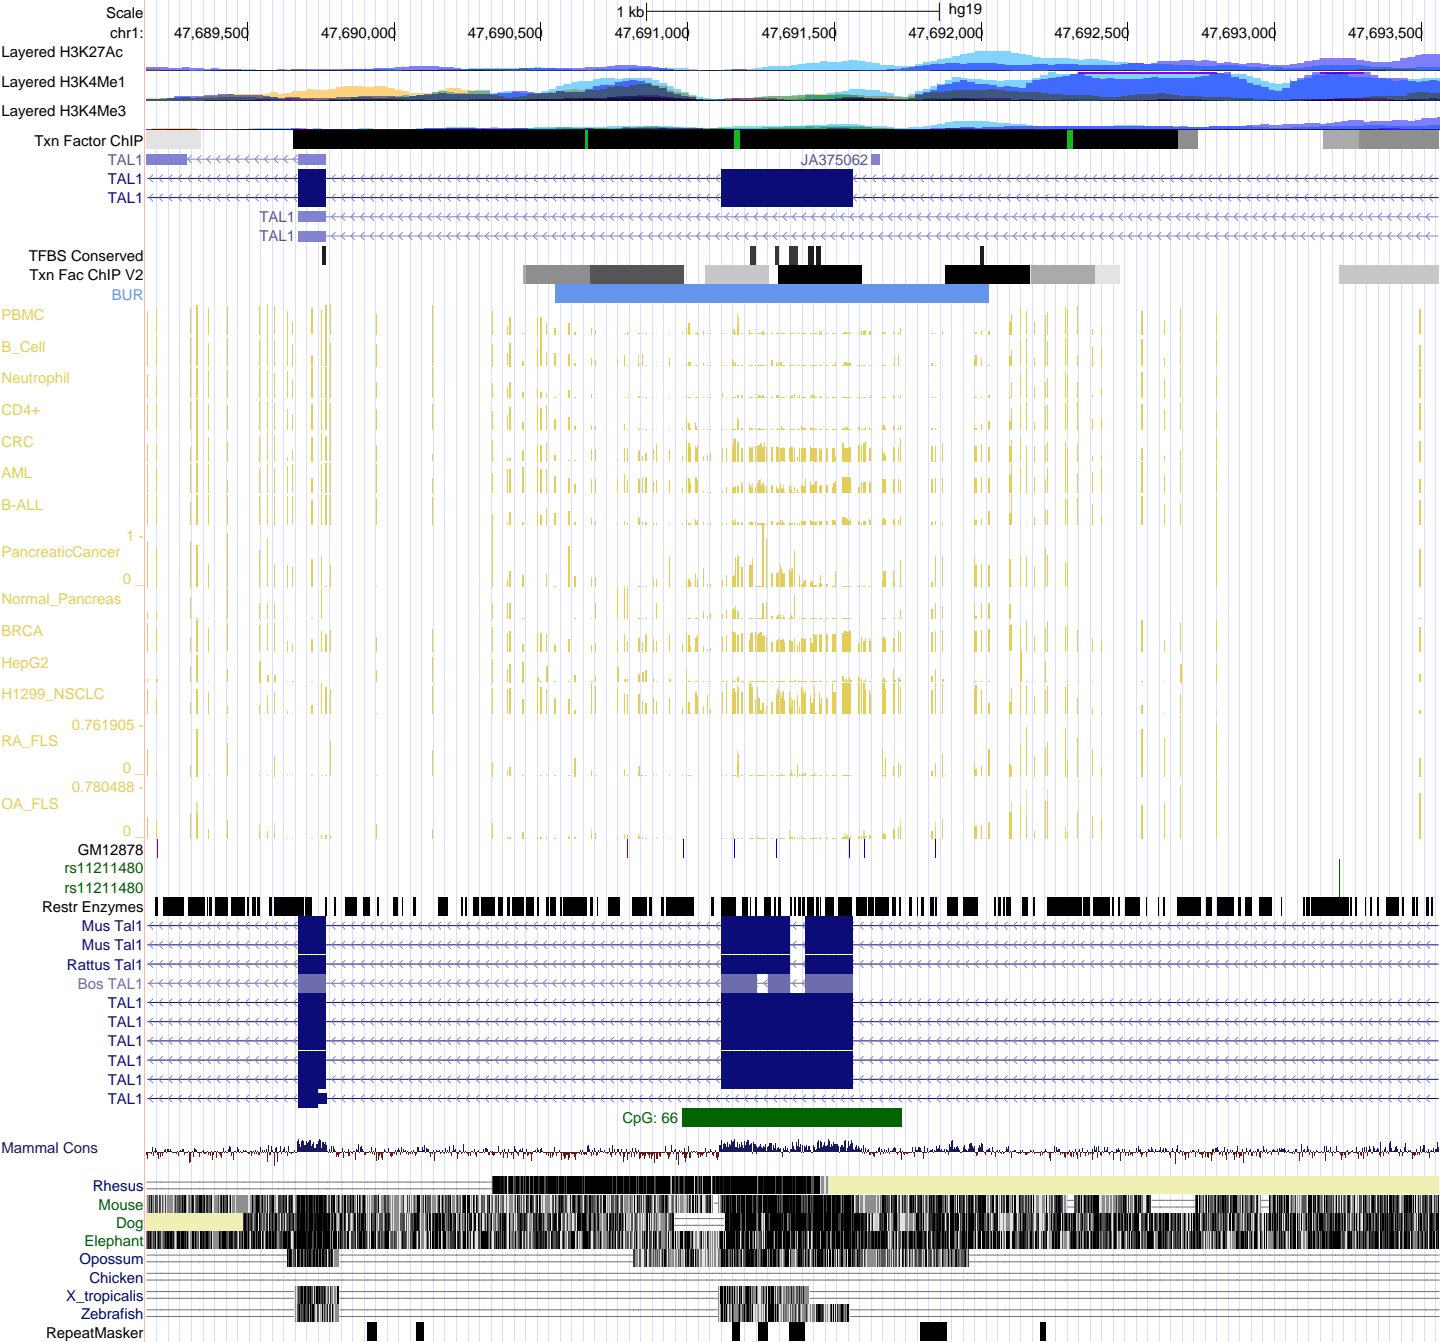 Scale 1 kb hg19
chr1: 47,689,500 47,690,000 47,690,500 47,691,000 47,691,500 47,692,000 47,692,500 47,693,000 47,693,500
Layered H3K27Ac
Layered H3K4Me1
Layered H3K4Me3
Txn Factor ChIP
TAL1 JA375062
TAL1
TAL1
TAL1
TAL1
TFBS Conserved
Txn Fac ChIP V2
BUR
PBMC
B_Cell
Neutrophil
CD4+
CRC
AML
B-ALL
1 -
PancreaticCancer
0 _
Normal_Pancreas
BRCA
HepG2
H1299_NSCLC
0.761905 -
RA_FLS
0 _
0.780488 -
OA_FLS
0 _
GM12878
rs11211480
rs11211480
Restr Enzymes
Mus Tal1
Mus Tal1
Rattus Tal1
Bos TAL1
TAL1
TAL1
TAL1
TAL1
TAL1
TAL1
CpG: 66
Mammal Cons
Rhesus
Mouse
Dog
Elephant
Opossum
Chicken
X_tropicalis
Zebrafish
RepeatMasker